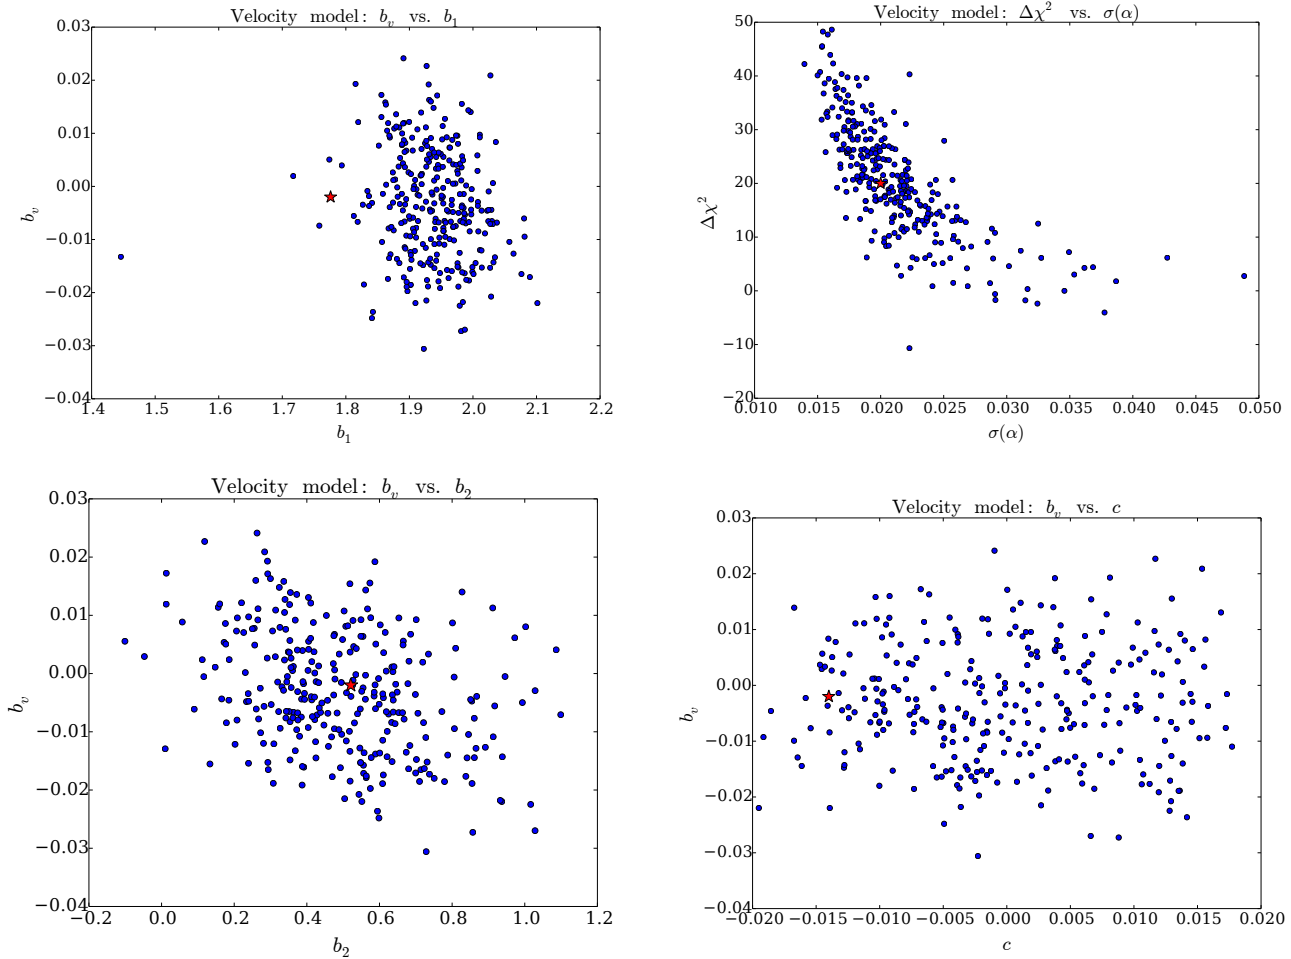 Velocity model: b_v vs. b_1
0.03
0.02
0.01
0.00
−0.01
−0.02
−0.03
−0.04
b_v
1.4 1.5 1.6 1.7 1.8 1.9 2.0 2.1 2.2
b_1
Velocity model: Δχ² vs. σ(α)
50
40
30
20
10
0
−10
−20
Δχ²
0.010 0.015 0.020 0.025 0.030 0.035 0.040 0.045 0.050
σ(α)
Velocity model: b_v vs. b_2
0.03
0.02
0.01
0.00
−0.01
−0.02
−0.03
−0.04
b_v
−0.2 0.0 0.2 0.4 0.6 0.8 1.0 1.2
b_2
Velocity model: b_v vs. c
0.03
0.02
0.01
0.00
−0.01
−0.02
−0.03
−0.04
b_v
−0.020 −0.015 −0.010 −0.005 0.000 0.005 0.010 0.015 0.020
c